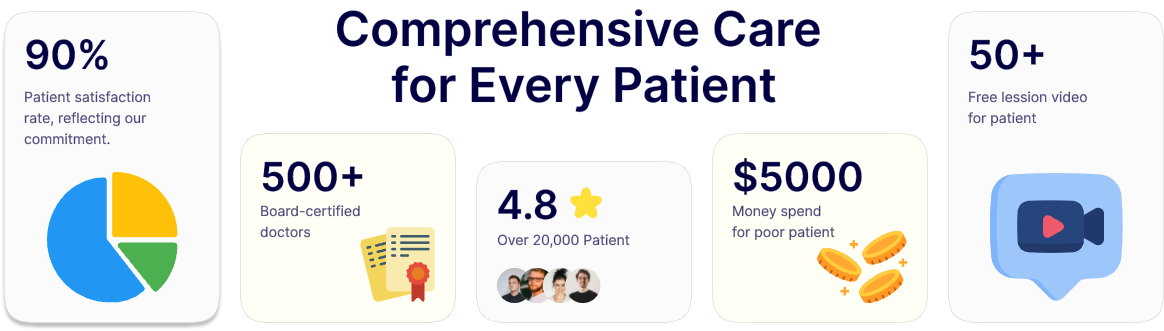 Comprehensive Care
for Every Patient
90%
Patient satisfaction
rate, reflecting our
commitment.
500+
Board-certified
doctors
4.8
Over 20,000 Patient
$5000
Money spend
for poor patient
50+
Free lession video
for patient